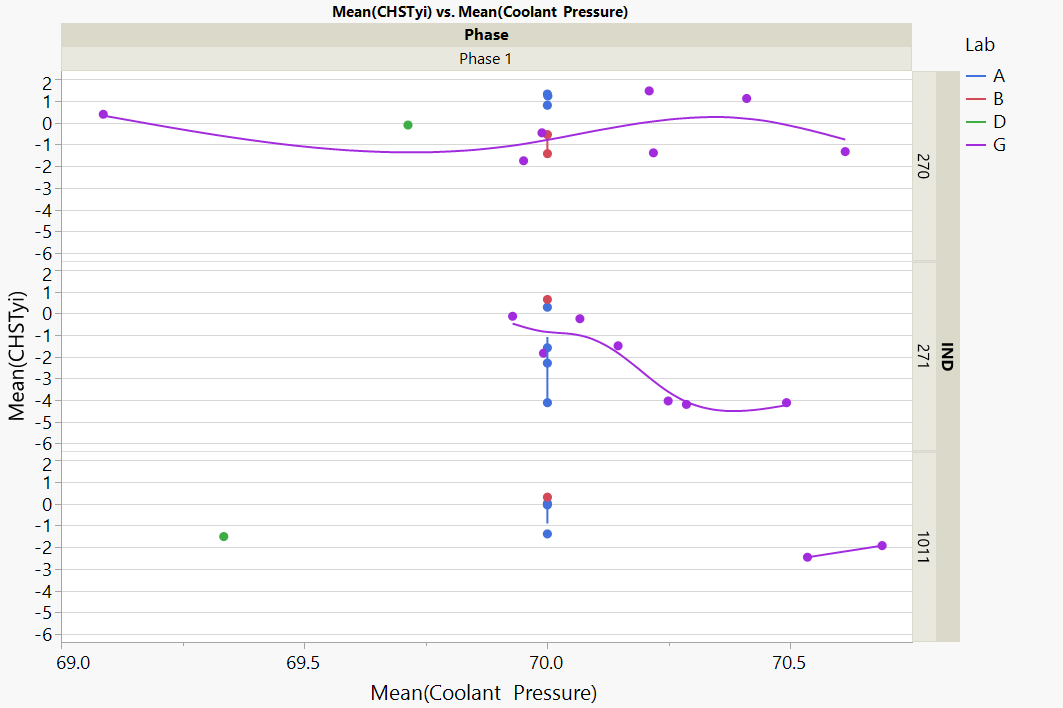 Mean(CHSTyi) vs. Mean(Coolant Pressure)
Phase
Phase 1
Lab
A
B
D
G
Mean(CHSTyi)
2
1
0
-1
-2
-3
-4
-5
-6
270
2
1
0
-1
-2
-3
-4
-5
-6
271
IND
2
1
0
-1
-2
-3
-4
-5
-6
1011
69.0 69.5 70.0 70.5
Mean(Coolant Pressure)